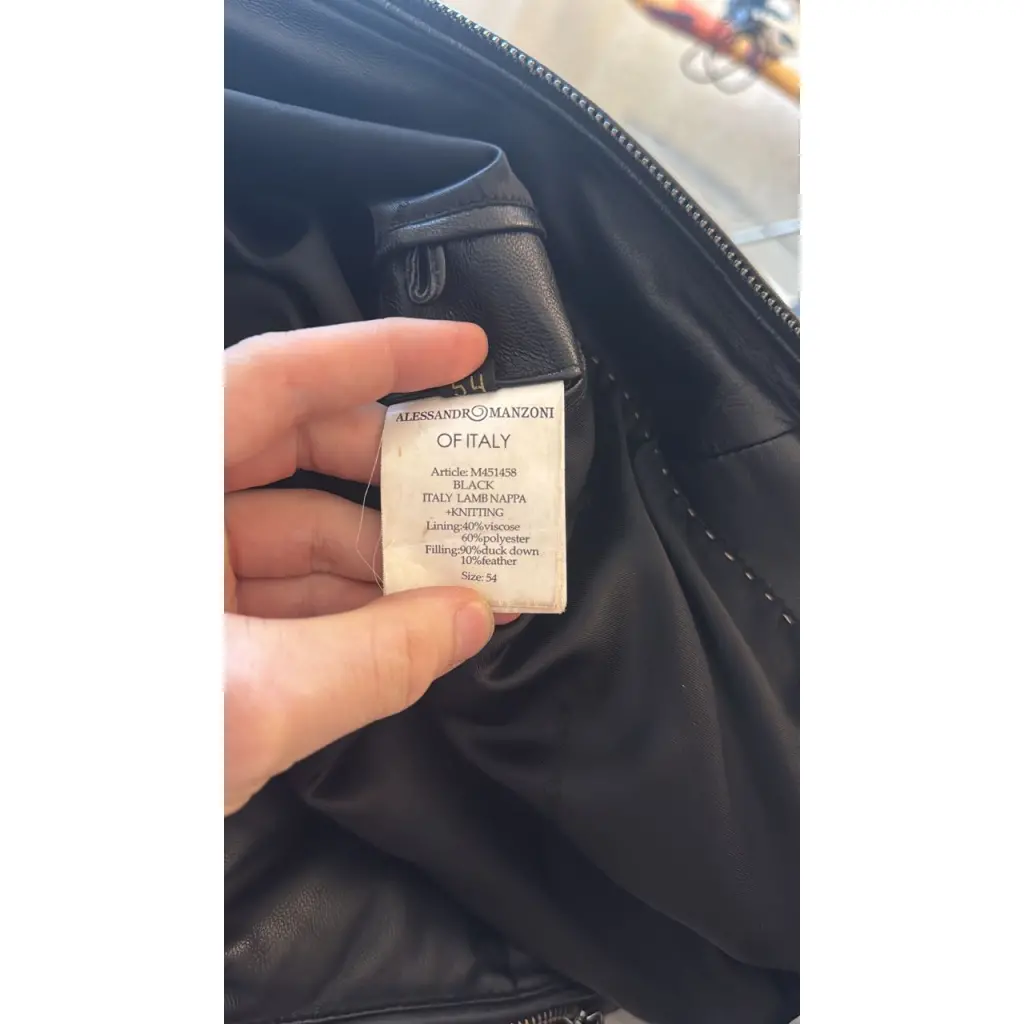 54
ALESSANDRO MANZONI
OF ITALY
Article: M451458
BLACK
ITALY LAMB NAPPA
+KNITTING
Lining:40%viscose
60%polyester
Filling:90%duck down
10%feather
Size: 54